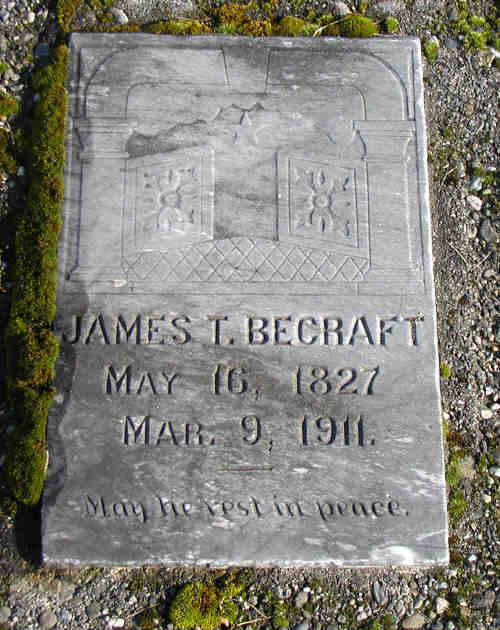 JAMES T. BECRAFT
MAY 16, 1827
MAR. 9, 1911.
May he rest in peace.